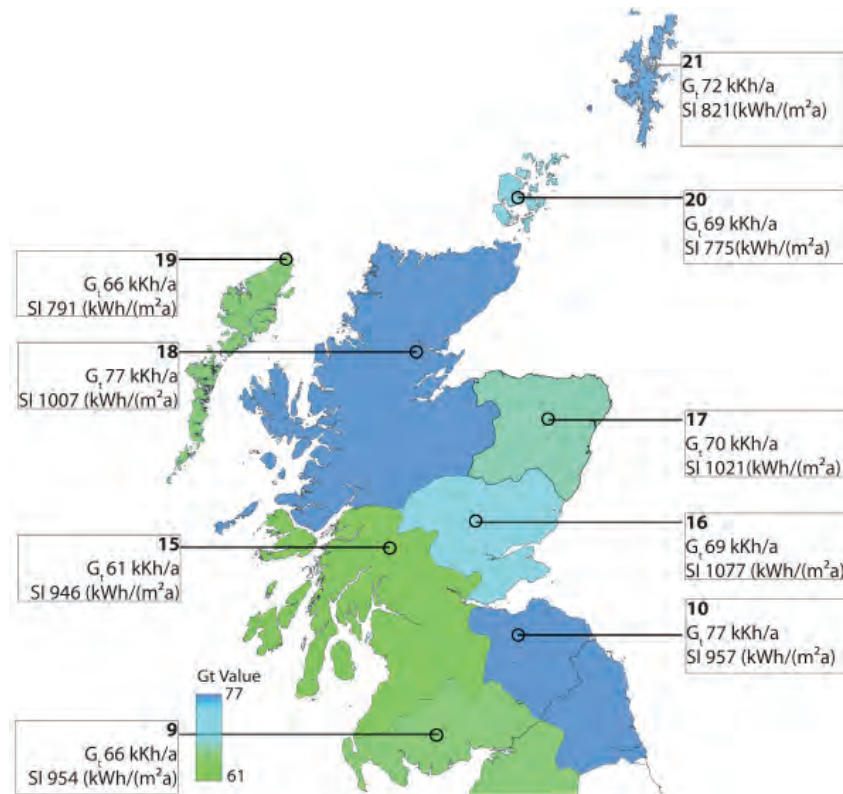 21
Gt 72 kKh/a
SI 821(kWh/(m²a)
20
Gt 69 kKh/a
SI 775(kWh/(m²a)
19
Gt 66 kKh/a
SI 791 (kWh/(m²a)
18
Gt 77 kKh/a
SI 1007 (kWh/(m²a)
17
Gt 70 kKh/a
SI 1021(kWh/(m²a)
16
Gt 69 kKh/a
SI 1077(kWh/(m²a)
15
Gt 61 kKh/a
SI 946 (kWh/(m²a)
10
Gt 77 kKh/a
SI 957 (kWh/(m²a)
Gt Value
77
61
9
Gt 66 kKh/a
SI 954 (kWh/(m²a)